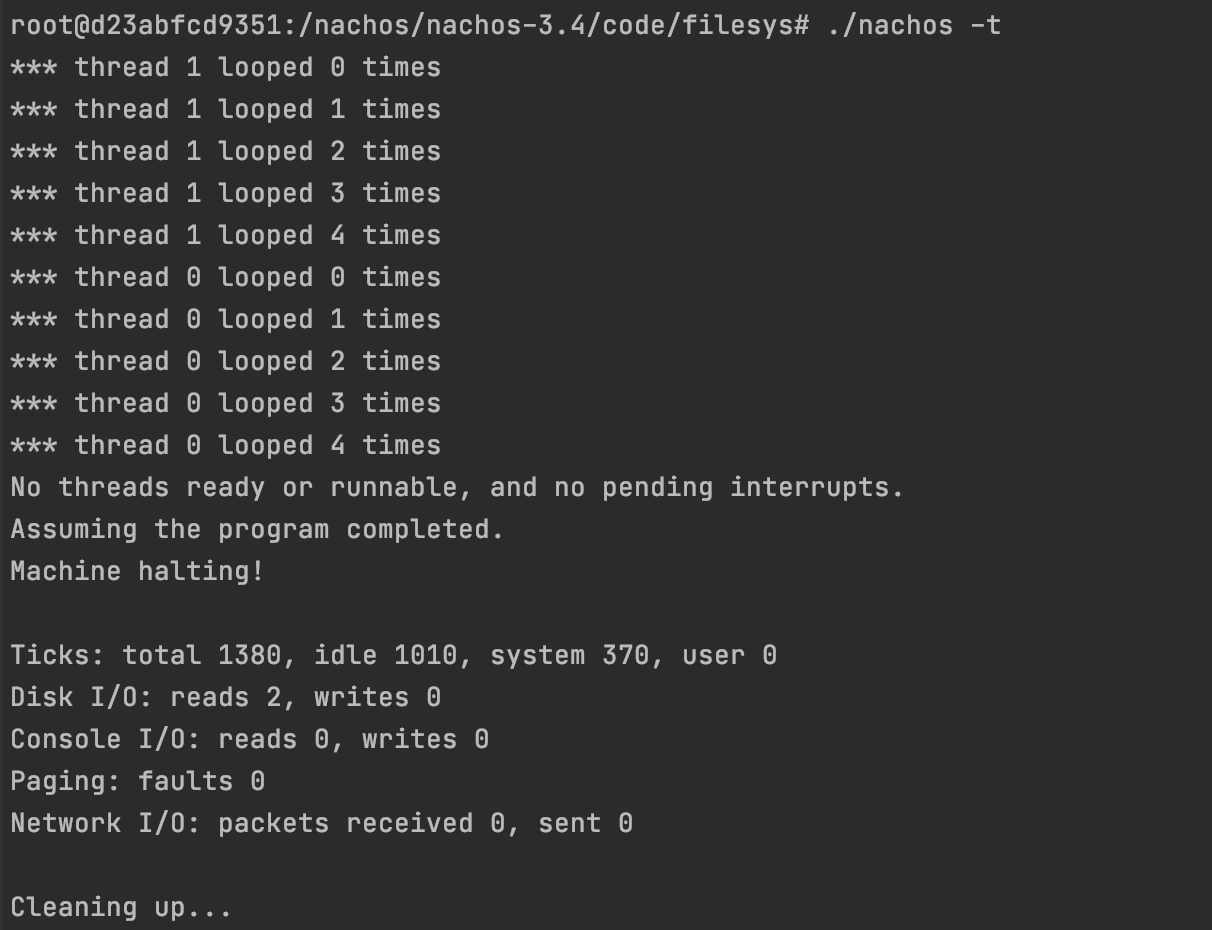 root@d23abfcd9351:/nachos/nachos-3.4/code/filesys# ./nachos -t
*** thread 1 looped 0 times
*** thread 1 looped 1 times
*** thread 1 looped 2 times
*** thread 1 looped 3 times
*** thread 1 looped 4 times
*** thread 0 looped 0 times
*** thread 0 looped 1 times
*** thread 0 looped 2 times
*** thread 0 looped 3 times
*** thread 0 looped 4 times
No threads ready or runnable, and no pending interrupts.
Assuming the program completed.
Machine halting!

Ticks: total 1380, idle 1010, system 370, user 0
Disk I/O: reads 2, writes 0
Console I/O: reads 0, writes 0
Paging: faults 0
Network I/O: packets received 0, sent 0

Cleaning up...